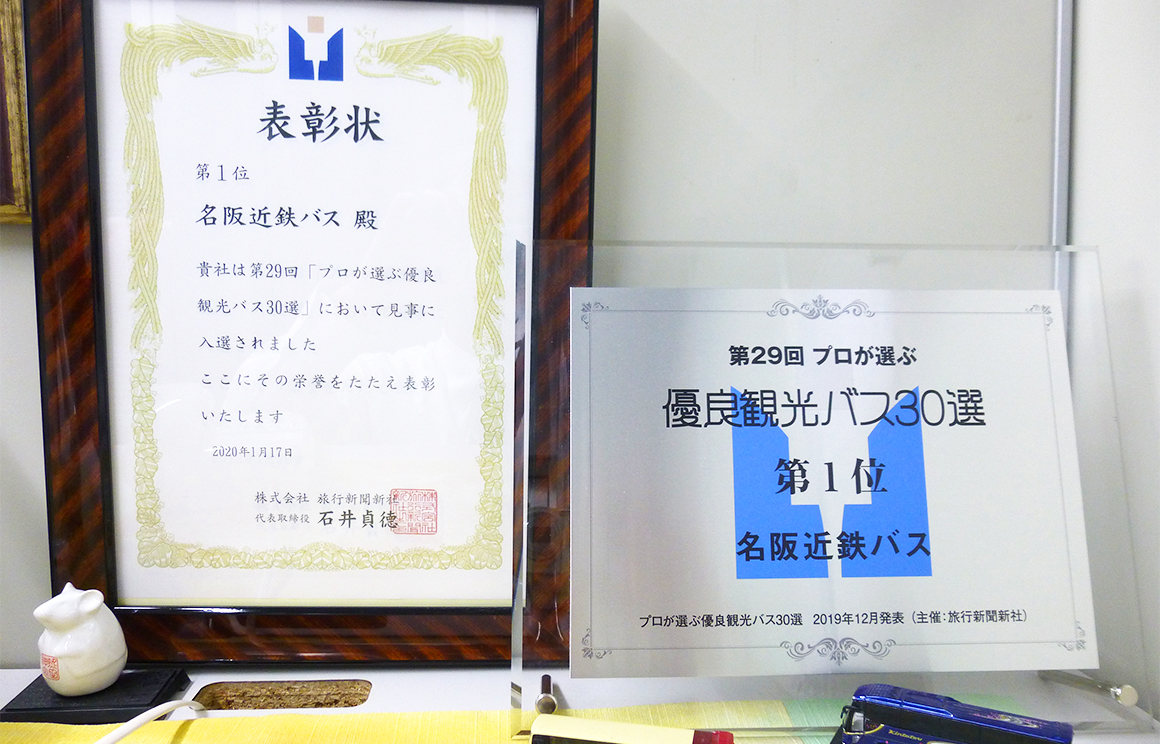 表彰状
第1位
名阪近鉄バス 殿
貴社は第29回「プロが選ぶ優良
観光バス30選」において見事に
入選されました
ここにその栄誉をたたえ表彰
いたします
2020年1月17日
株式会社 旅行新聞新社
代表取締役 石井貞德
第29回 プロが選ぶ
優良観光バス30選
第1位
名阪近鉄バス
プロが選ぶ優良観光バス30選 2019年12月発表（主催：旅行新聞新社）